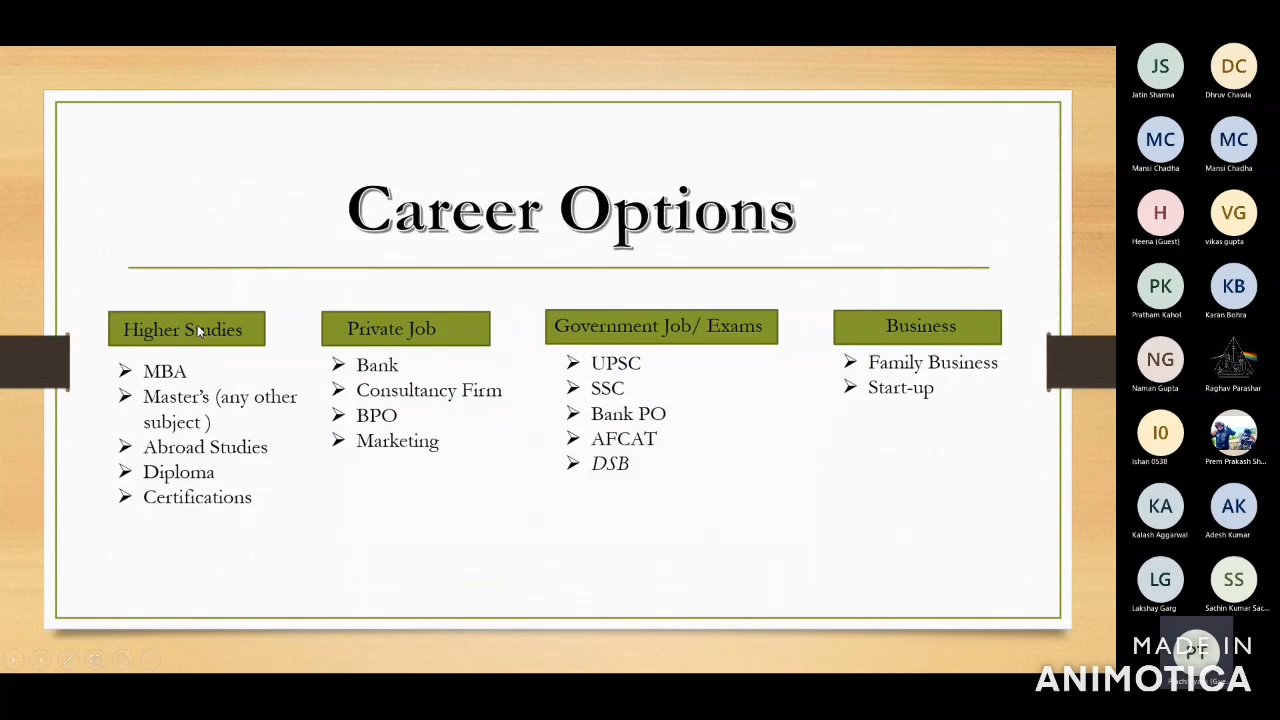 Career Options
Higher Studies
MBA
Master's (any other
subject )
Abroad Studies
Diploma
Certifications
Private Job
Bank
Consultancy Firm
BPO
Marketing
Government Job/ Exams
UPSC
SSC
Bank PO
AFCAT
DSB
Business
Family Business
Start-up
JS
Jatin Sharma
DC
Dhruv Chawla
MC
Mansi Chadha
MC
Mansi Chadha
H
Heena (Guest)
VG
vikas gupta
PK
Pratham Kahol
KB
Karan Bohra
NG
Naman Gupta
Raghav Parashar
I0
Ishan 0538
Prem Prakash Sh...
KA
Kalash Aggarwal
AK
Adesh Kumar
LG
Lakshay Garg
SS
Sachin Kumar Sac...
PT
MADE IN
ANIMOTICA